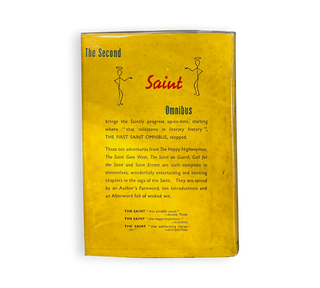 The Second
Saint
Omnibus
brings the Saintly progress up-to-date, starting
where "that milestone in literary history",
THE FIRST SAINT OMNIBUS, stopped.
These ten adventures from The Happy Highwayman,
The Saint Goes West, The Saint on Guard, Call for
the Saint and Saint Errant are both complete in
themselves, wonderfully entertaining and exciting
chapters in the saga of the Saint. They are spiced
by an Author's Foreword, ten Introductions and
an Afterword full of wicked wit.
THE SAINT
THE SAINT
THE SAINT